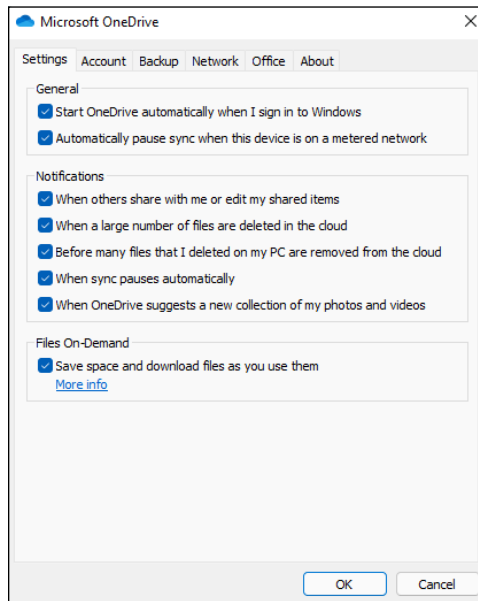 Microsoft OneDrive
Settings Account Backup Network Office About
General
Start OneDrive automatically when I sign in to Windows
Automatically pause sync when this device is on a metered network
Notifications
When others share with me or edit my shared items
When a large number of files are deleted in the cloud
Before many files that I deleted on my PC are removed from the cloud
When sync pauses automatically
When OneDrive suggests a new collection of my photos and videos
Files On-Demand
Save space and download files as you use them
More info
OK Cancel